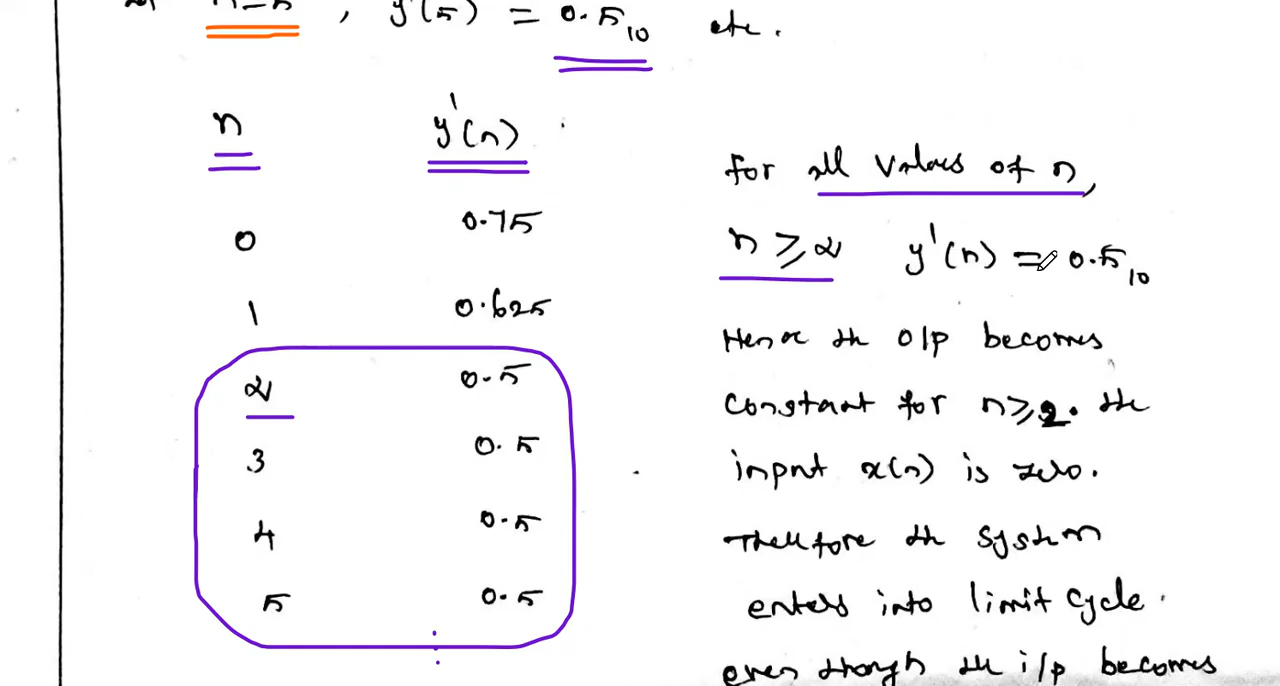 n=5 , y'(5) = 0.5₁₀ etc.
n y'(n)
0 0.75
1 0.625
2 0.5
3 0.5
4 0.5
5 0.5
for all values of n,
n ≥ 2 y'(n) = 0.5₁₀
Hence the o/p becomes
constant for n ≥ 2. the
input x(n) is zero.
Therefore the system
enters into limit cycle.
even though the i/p becomes